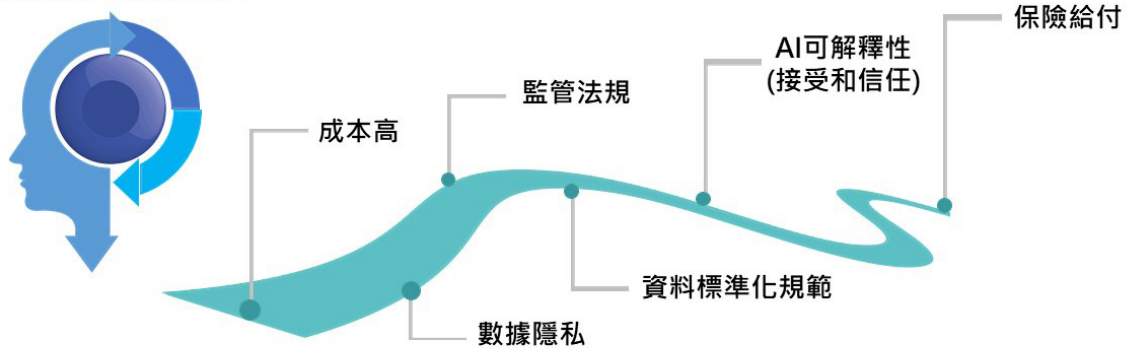 保險給付
AI可解釋性
(接受和信任)
監管法規
成本高
資料標準化規範
數據隱私